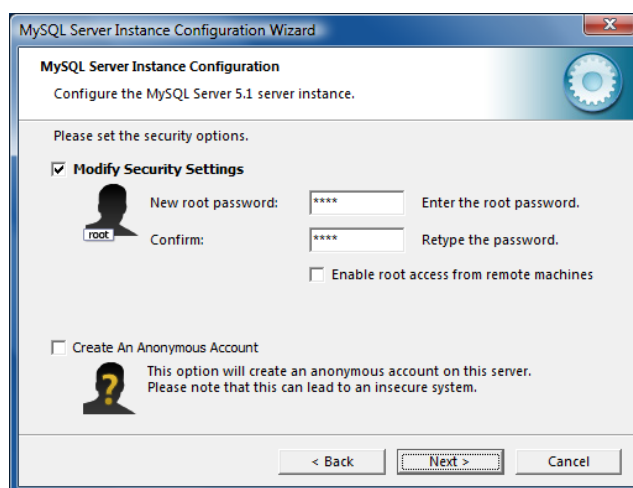 MySQL Server Instance Configuration Wizard
MySQL Server Instance Configuration
Configure the MySQL Server 5.1 server instance.
Please set the security options.
Modify Security Settings
root
New root password: **** Enter the root password.
Confirm: **** Retype the password.
Enable root access from remote machines
Create An Anonymous Account
This option will create an anonymous account on this server.
Please note that this can lead to an insecure system.
< Back Next > Cancel